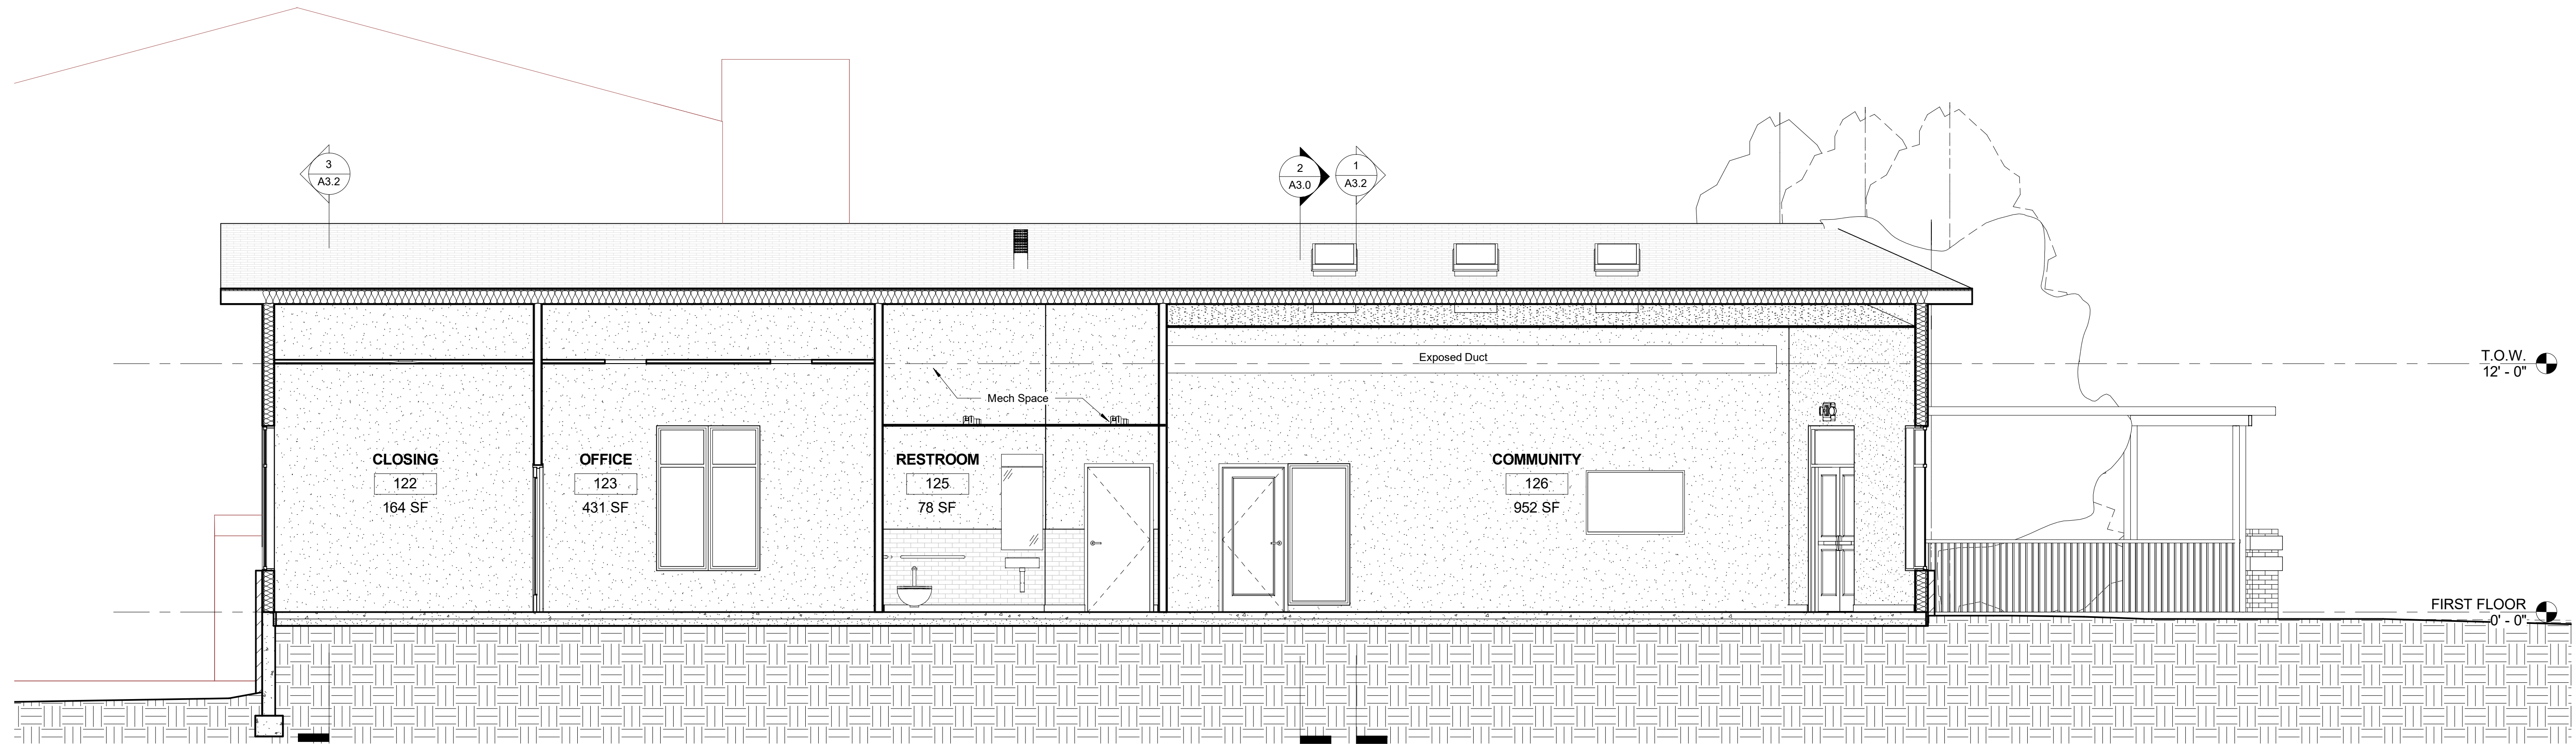 3
A3.2
2
A3.0
1
A3.2
Exposed Duct
T.O.W.
12' - 0"
Mech Space
CLOSING
122
164 SF
OFFICE
123
431 SF
RESTROOM
125
78 SF
COMMUNITY
126
952 SF
FIRST FLOOR
0' - 0"